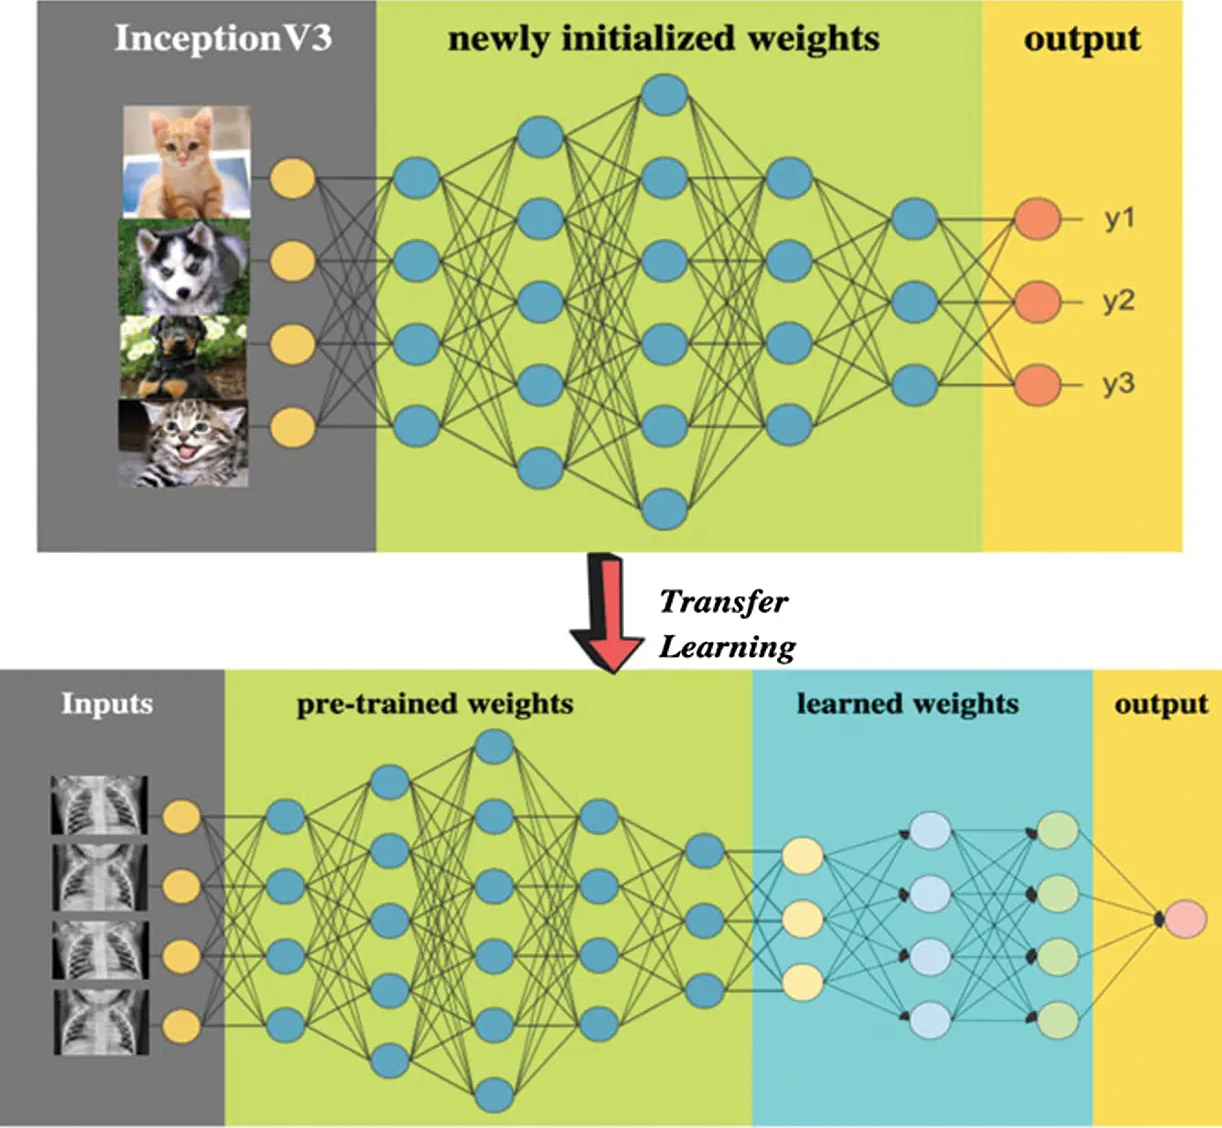 InceptionV3
newly initialized weights
output
y1
y2
y3
Transfer
Learning
Inputs
pre-trained weights
learned weights
output